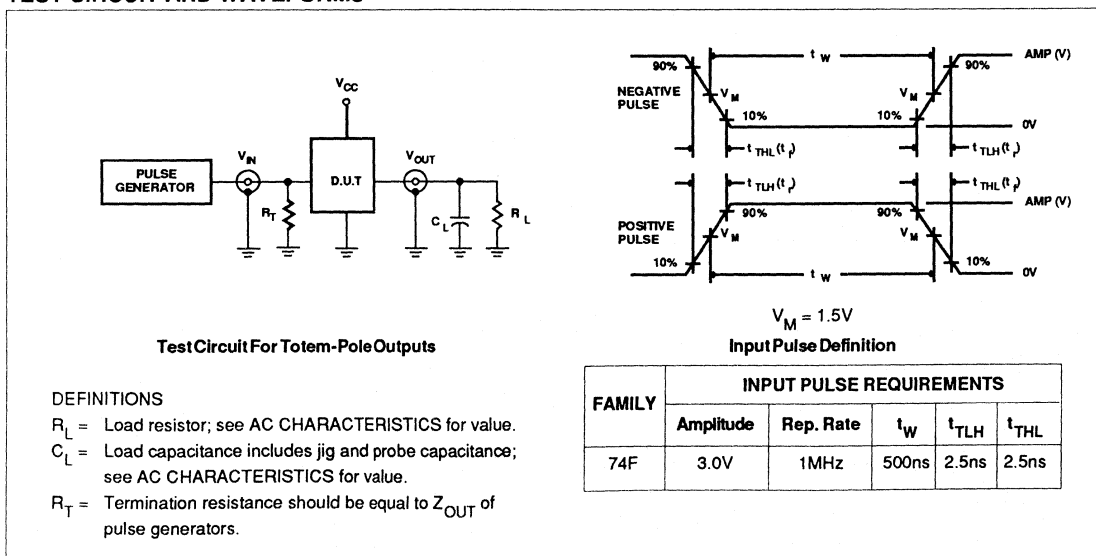 TEST CIRCUIT AND WAVEFORMS
V_CC
V_IN
V_OUT
PULSE
GENERATOR
D.U.T
R_T
C_L
R_L
Test Circuit For Totem-Pole Outputs
DEFINITIONS
R_L = Load resistor; see AC CHARACTERISTICS for value.
C_L = Load capacitance includes jig and probe capacitance;
see AC CHARACTERISTICS for value.
R_T = Termination resistance should be equal to Z_OUT of
pulse generators.
t_W
AMP (V)
90%
90%
NEGATIVE
PULSE
V_M
V_M
10%
10%
0V
t_THL(t_f)
t_TLH(t_r)
t_TLH(t_r)
t_THL(t_f)
AMP (V)
90%
90%
POSITIVE
PULSE
V_M
V_M
10%
10%
t_W
0V
V_M = 1.5V
Input Pulse Definition
FAMILY
INPUT PULSE REQUIREMENTS
Amplitude Rep. Rate t_W t_TLH t_THL
74F 3.0V 1MHz 500ns 2.5ns 2.5ns